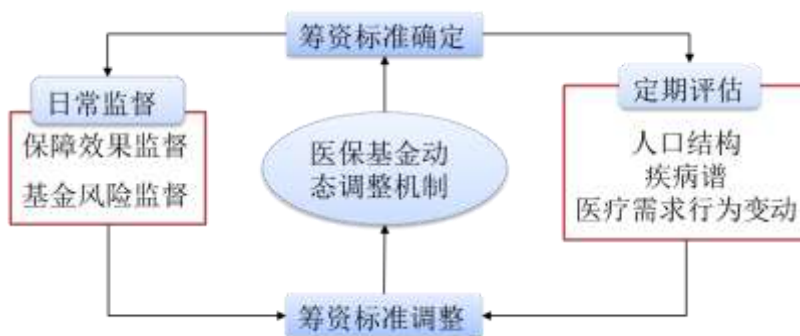 筹资标准确定
日常监督
保障效果监督
基金风险监督
医保基金动
态调整机制
定期评估
人口结构
疾病谱
医疗需求行为变动
筹资标准调整